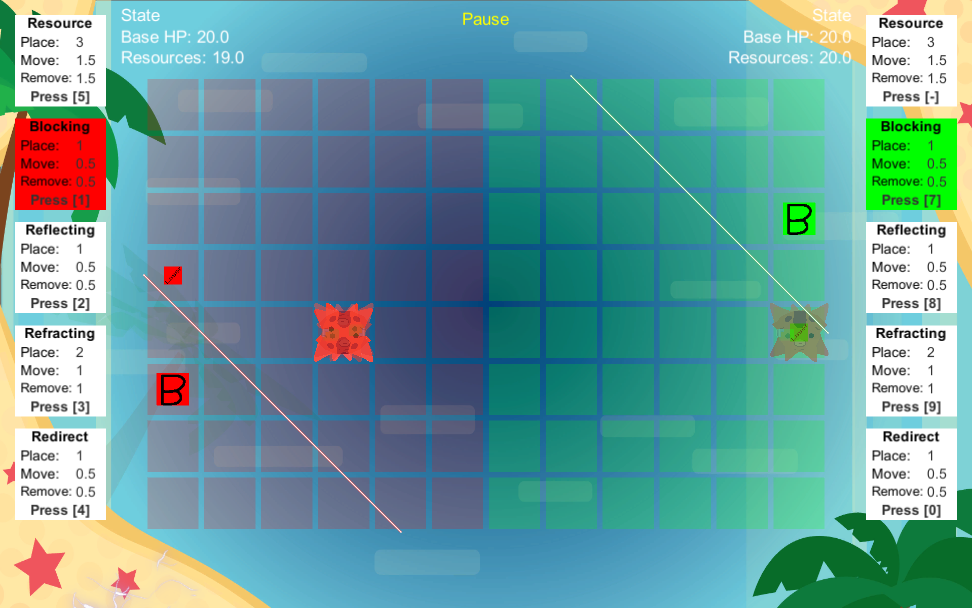 Resource
Place: 3
Move: 1.5
Remove: 1.5
Press [5]
Blocking
Place: 1
Move: 0.5
Remove: 0.5
Press [1]
Reflecting
Place: 1
Move: 0.5
Remove: 0.5
Press [2]
Refracting
Place: 2
Move: 1
Remove: 1
Press [3]
Redirect
Place: 1
Move: 0.5
Remove: 0.5
Press [4]
State
Base HP: 20.0
Resources: 19.0
Pause
State
Base HP: 20.0
Resources: 20.0
B
B
Resource
Place: 3
Move: 1.5
Remove: 1.5
Press [-]
Blocking
Place: 1
Move: 0.5
Remove: 0.5
Press [7]
Reflecting
Place: 1
Move: 0.5
Remove: 0.5
Press [8]
Refracting
Place: 2
Move: 1
Remove: 1
Press [9]
Redirect
Place: 1
Move: 0.5
Remove: 0.5
Press [0]